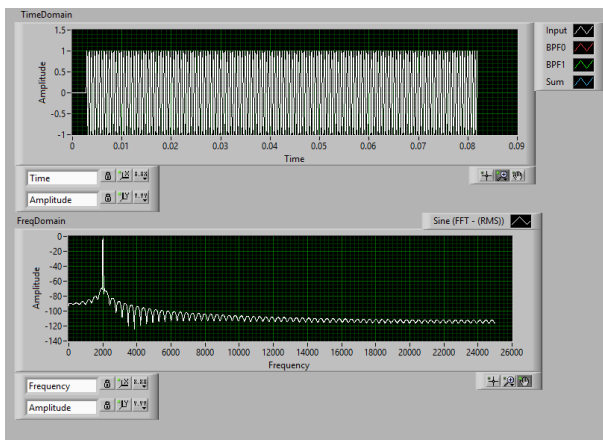 TimeDomain
Input
BPF0
BPF1
Sum
Amplitude
1.5
1
0.5
0
-0.5
-1
0 0.01 0.02 0.03 0.04 0.05 0.06 0.07 0.08 0.09
Time
Time
Amplitude
FreqDomain
Sine (FFT - (RMS))
Amplitude
0
-20
-40
-60
-80
-100
-120
-140
0 2000 4000 6000 8000 10000 12000 14000 16000 18000 20000 22000 24000 26000
Frequency
Frequency
Amplitude